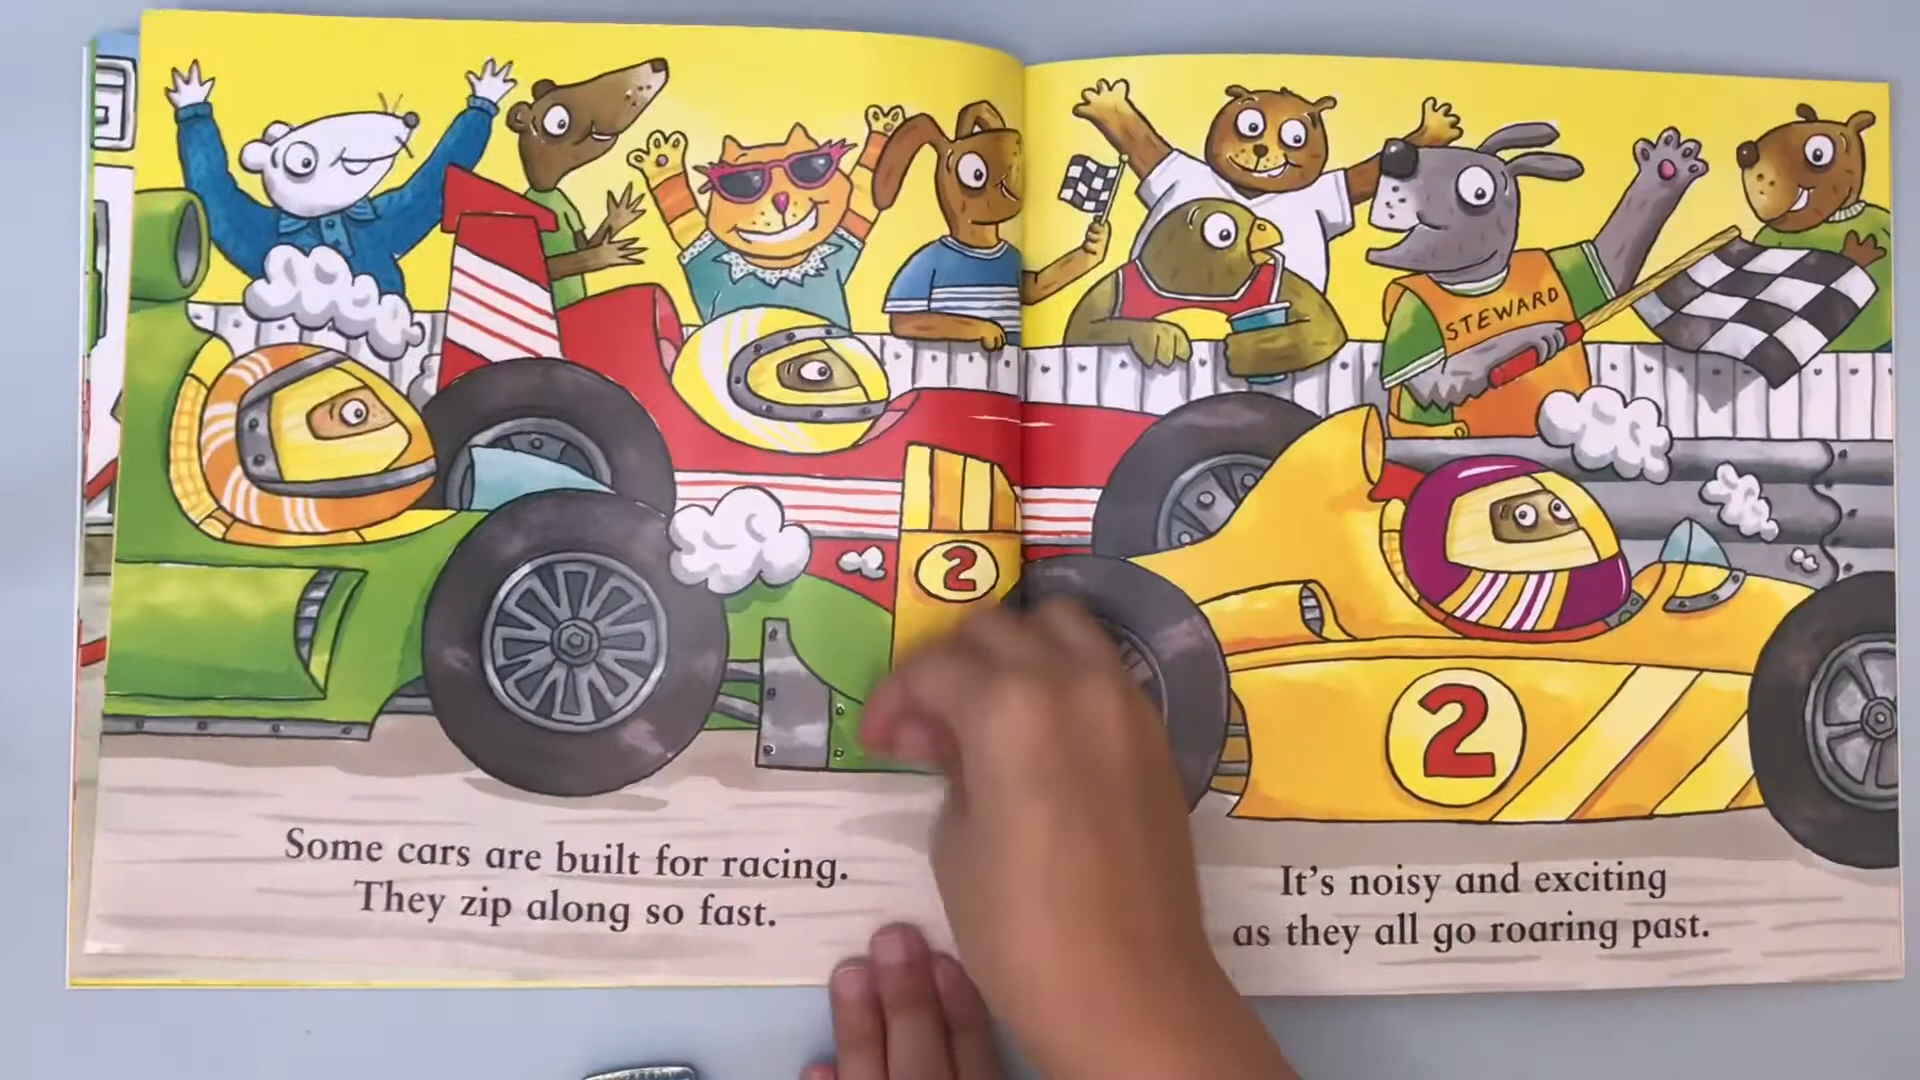 STEWARD
2
2
Some cars are built for racing.
They zip along so fast.
It's noisy and exciting
as they all go roaring past.